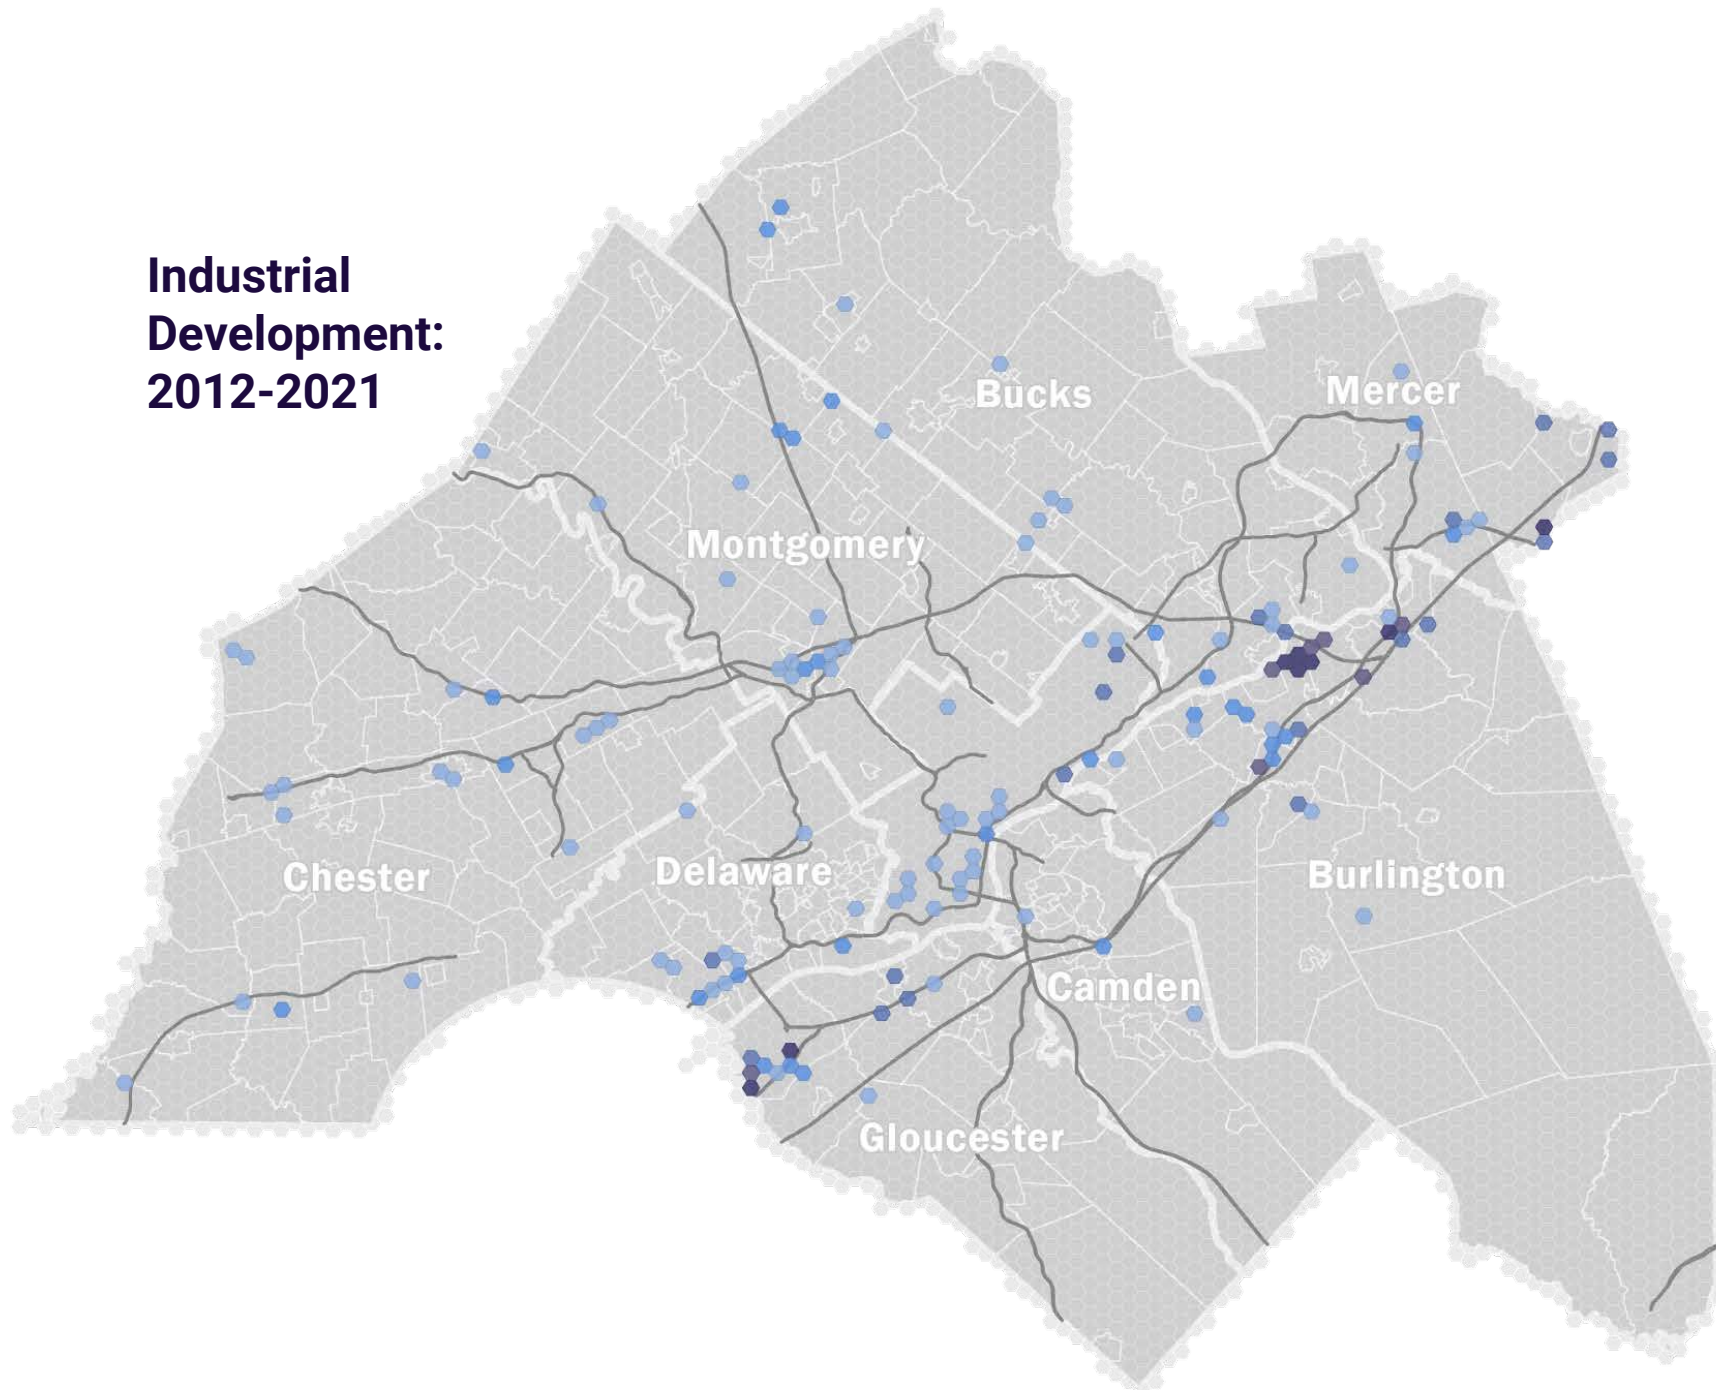 Industrial
Development:
2012-2021
Bucks
Mercer
Montgomery
Chester
Delaware
Burlington
Camden
Gloucester